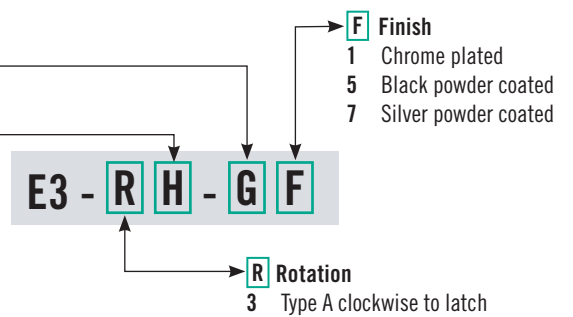 F Finish
1 Chrome plated
5 Black powder coated
7 Silver powder coated
E3 - R H - G F
R Rotation
3 Type A clockwise to latch